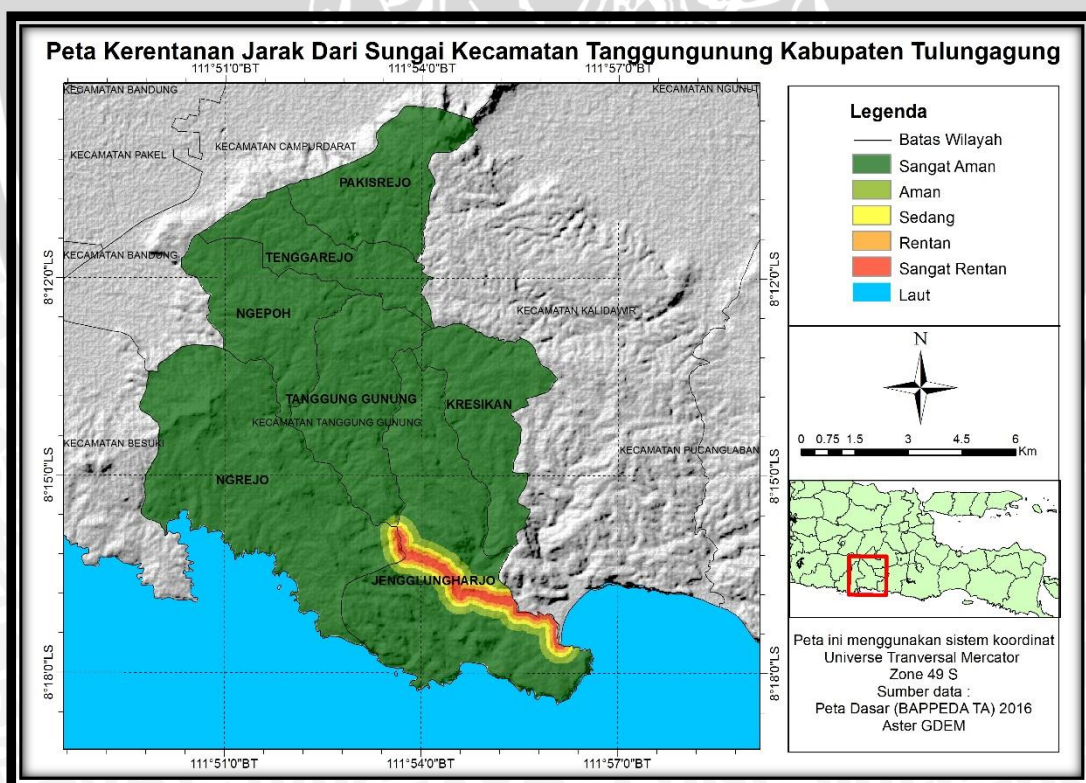 Peta Kerentanan Jarak Dari Sungai Kecamatan Tanggungunung Kabupaten Tulungagung
111°51'0"BT 111°54'0"BT 111°57'0"BT
KECAMATAN BANDUNG
KECAMATAN NGUNUT
KECAMATAN PAKEL
KECAMATAN CAMPURDARAT
PAKISREJO
KECAMATAN BANDUNG
TENGGAREJO
8°12'0"LS
8°12'0"LS
NGEPOH
KECAMATAN KALIDAWIR
TANGGUNG GUNUNG
KRESIKAN
KECAMATAN TANGGUNG GUNUNG
KECAMATAN BESUKI
KECAMATAN PUCANGLABAN
NGREJO
8°15'0"LS
8°15'0"LS
JENGGLUNGHARJO
8°18'0"LS
8°18'0"LS
111°51'0"BT 111°54'0"BT 111°57'0"BT
Legenda
Batas Wilayah
Sangat Aman
Aman
Sedang
Rentan
Sangat Rentan
Laut
N
0 0.75 1.5 3 4.5 6
Km
Peta ini menggunakan sistem koordinat
Universe Tranversal Mercator
Zone 49 S
Sumber data :
Peta Dasar (BAPPEDA TA) 2016
Aster GDEM